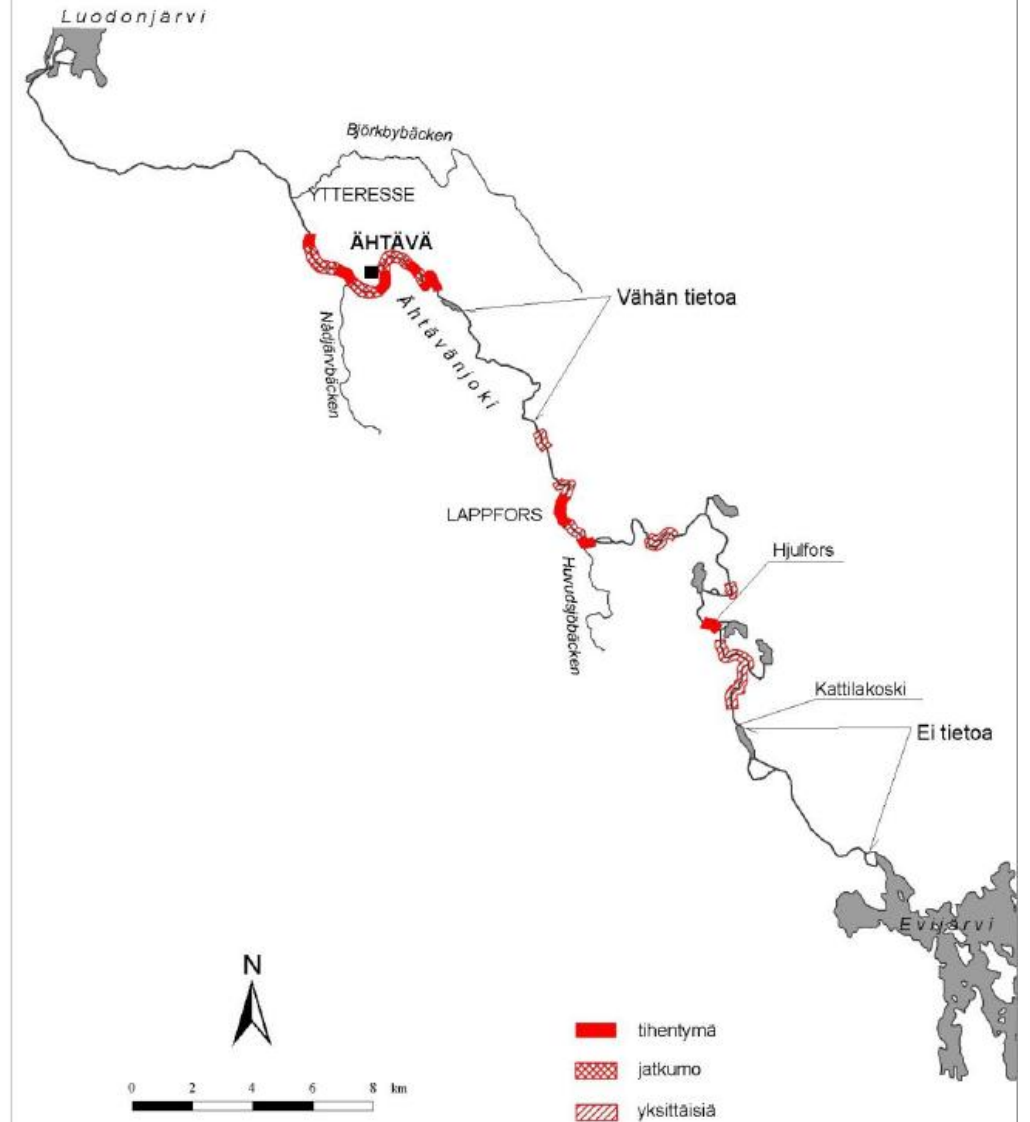 Luodonjärvi
Björkbybäcken
YTTERESSE
ÄHTÄVÄ
Vähän tietoa
Nådjärvbäcken
Ähtävänjoki
LAPPFORS
Hjulfors
Huvudsjöbäcken
Kattilakoski
Ei tietoa
Evijärvi
N
tihentymä
jatkumo
0 2 4 6 8 km
yksittäisiä